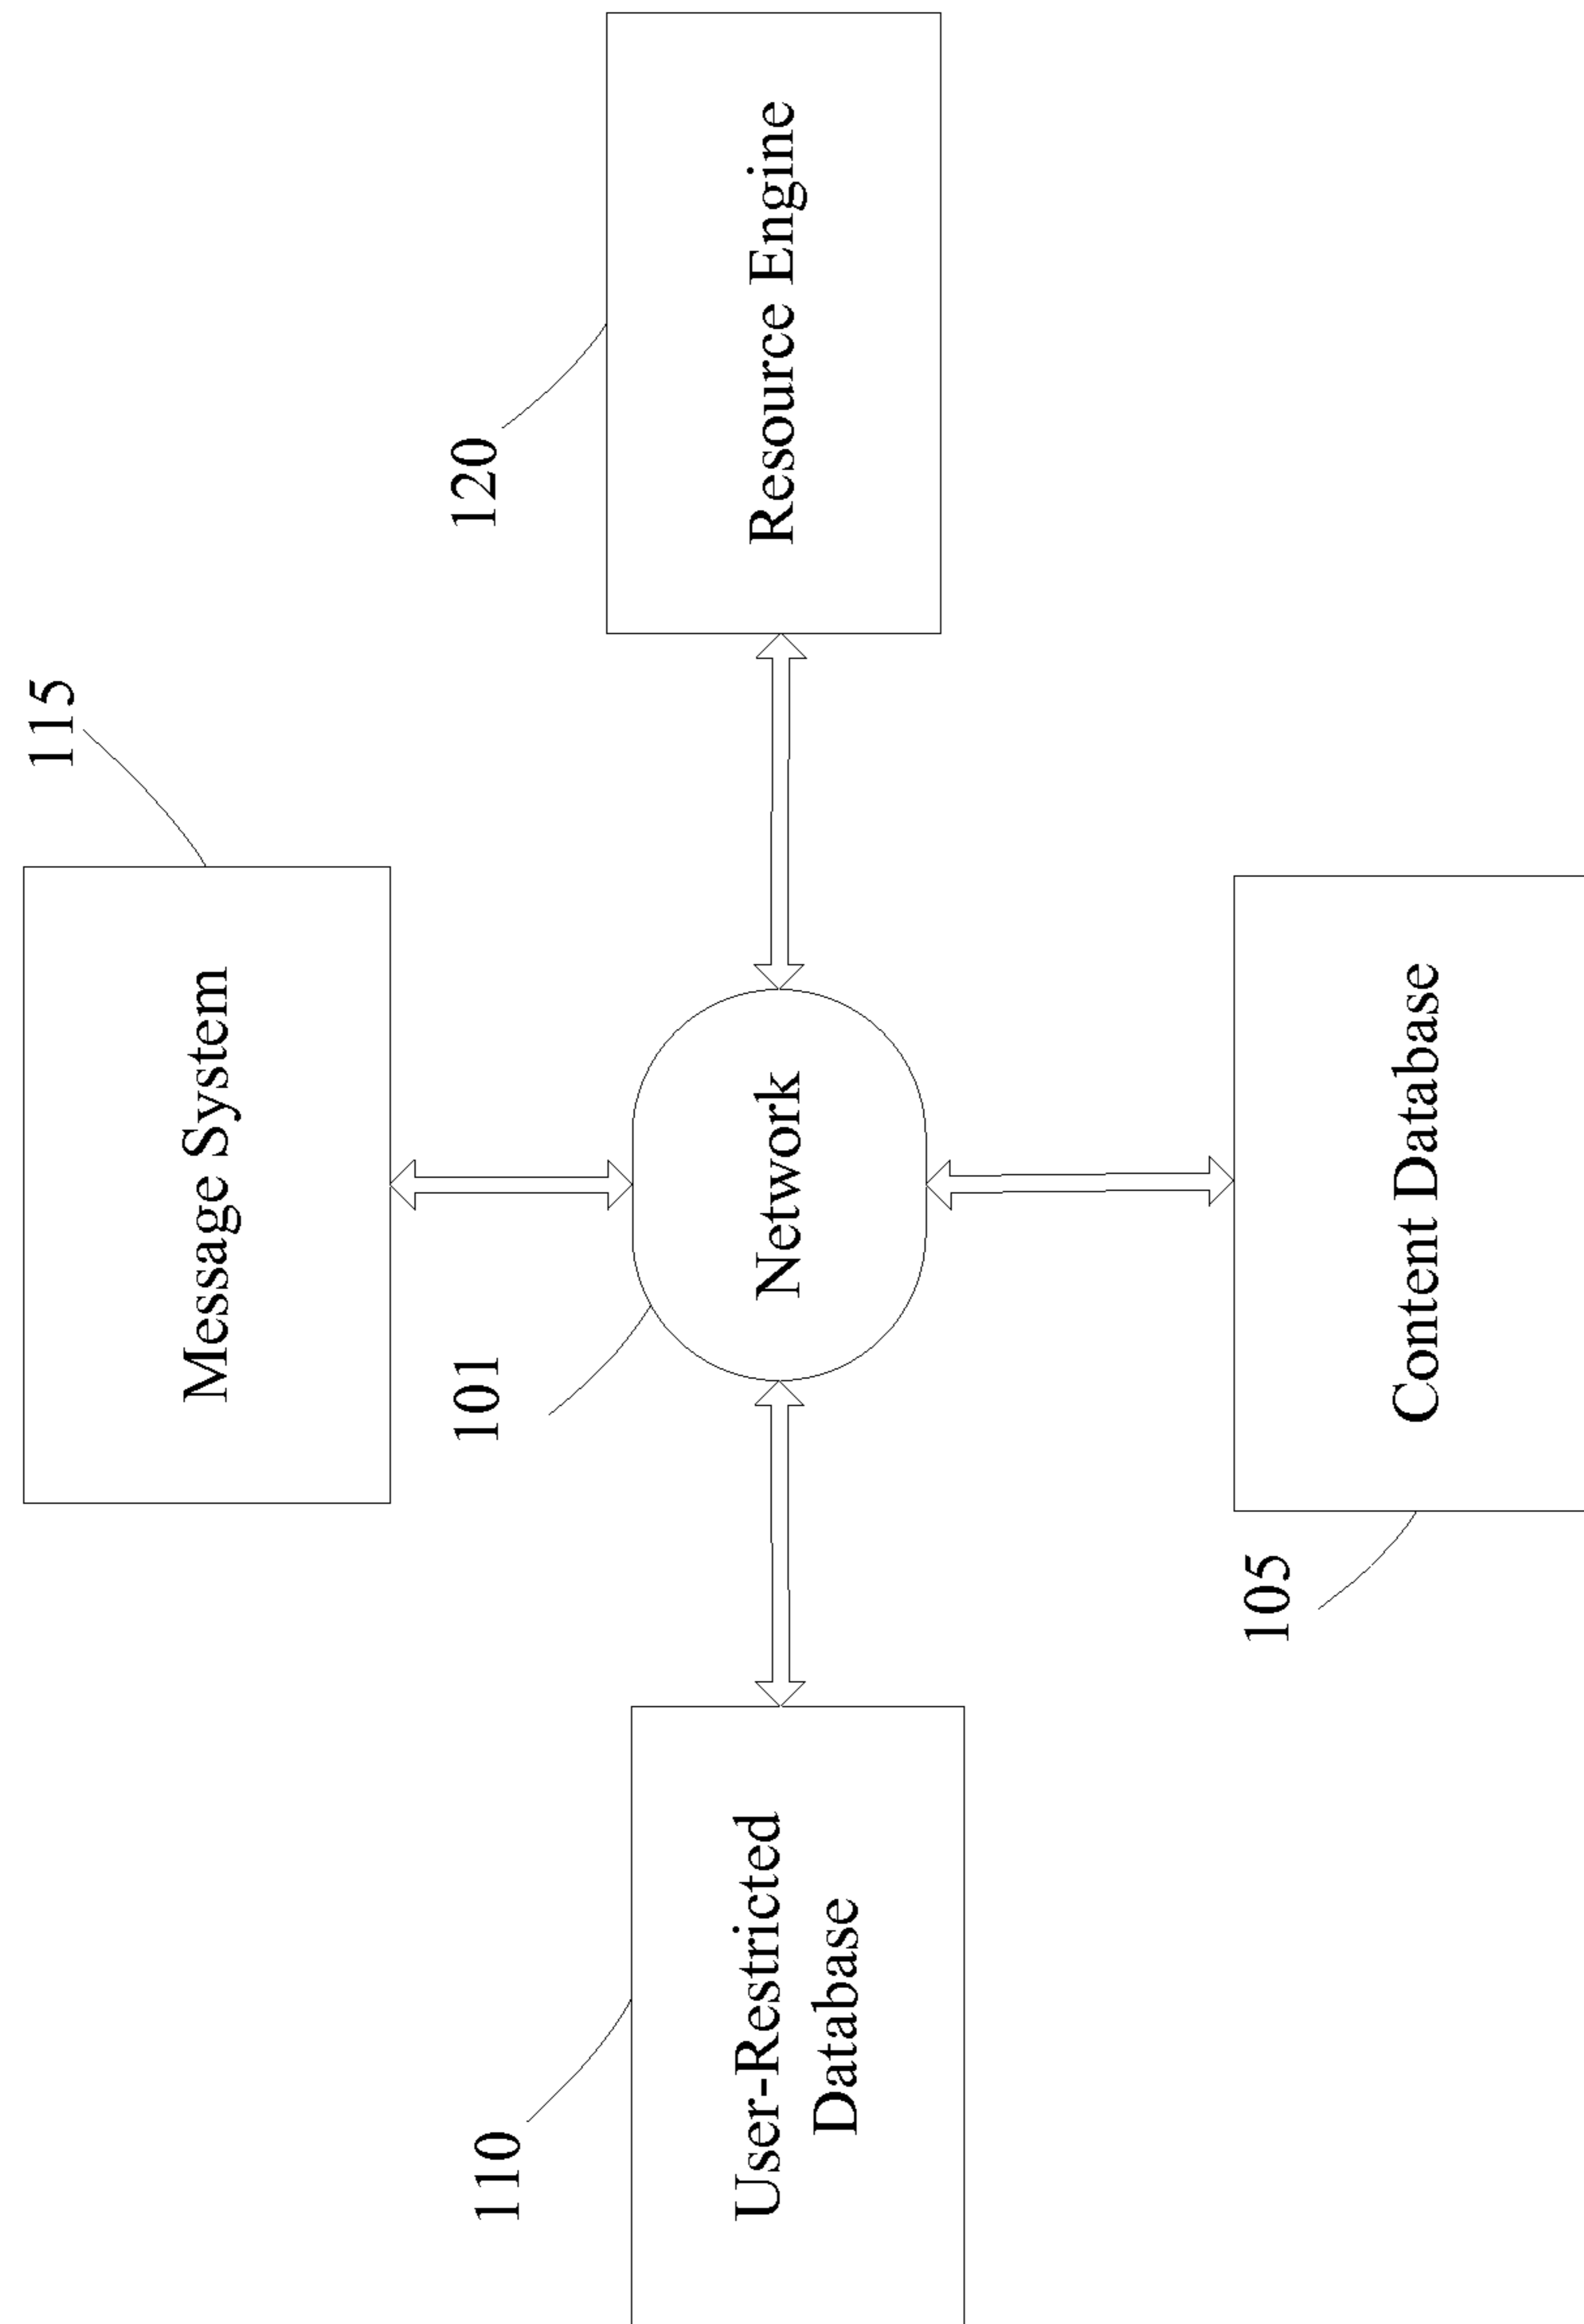 115
Message System
120
101
110
Network
Resource Engine
User-Restricted
Database
105
Content Database